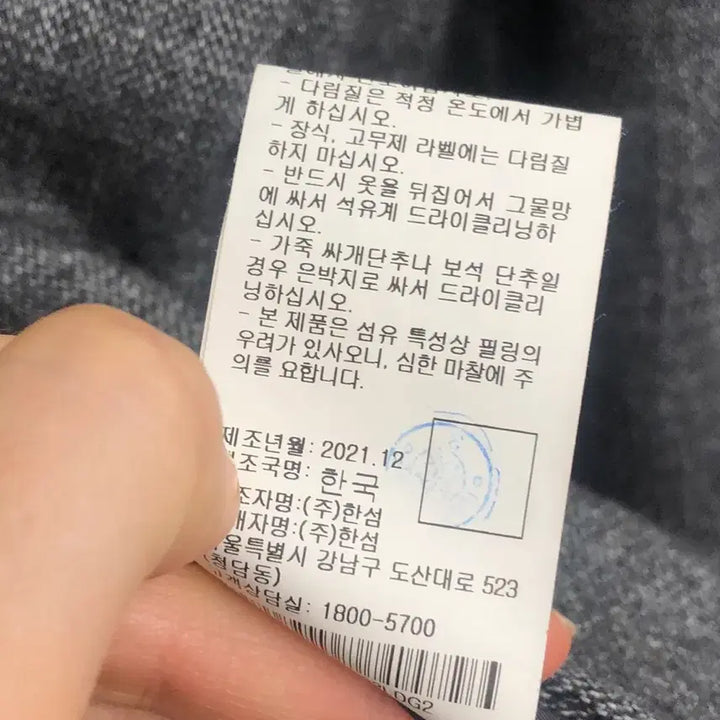 - 다림질은 적정 온도에서 가볍
게 하십시오.
- 장식, 고무제 라벨에는 다림질
하지 마십시오.
- 반드시 옷을 뒤집어서 그물망
에 싸서 석유계 드라이클리닝하
십시오.
- 가죽 싸개단추나 보석 단추일
경우 은박지로 싸서 드라이클리
닝하십시오.
- 본 제품은 섬유 특성상 필링의
우려가 있사오니, 심한 마찰에 주
의를 요합니다.
제조년월: 2021.12
조국명: 한국
조자명:(주)한섬
매자명:(주)한섬
울특별시 강남구 도산대로 523
(청담동)
상담실: 1800-5700
DG2